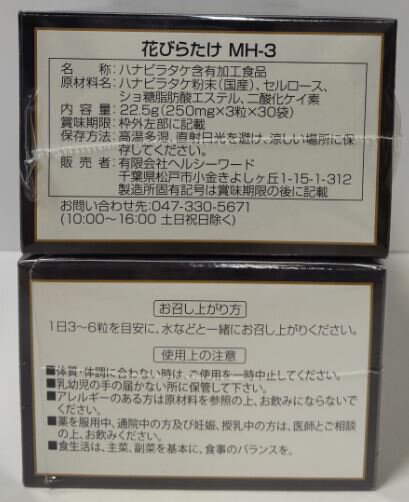 花びらたけ MH-3
名　　称:ハナビラタケ含有加工食品
原材料名:ハナビラタケ粉末(国産)、セルロース、
ショ糖脂肪酸エステル、二酸化ケイ素
内 容 量:22.5g(250mg×3粒×30袋)
賞味期限:枠外左部に記載
保存方法:高温多湿、直射日光を避け、涼しい場所に保
存してください。
販 売 者:有限会社ヘルシーワード
千葉県松戸市小金きよしヶ丘1-15-1-312
製造所固有記号は賞味期限の後に記載
お問い合わせ先:047-330-5671
(10:00〜16:00 土日祝日除く)
お召し上がり方
1日3〜6粒を目安に、水などと一緒にお召し上がりください。
使用上の注意
■体質・体調に合わない時は、ご使用を一時中止してください。
■乳幼児の手の届かない所に保管して下さい。
■アレルギーのある方は原材料を参照の上、お飲みにならないで
ください。
■薬を服用中、通院中の方及び妊娠、授乳中の方は、医師とご相談
の上、お飲みください。
■食生活は、主菜、副菜を基本に、食事のバランスを。